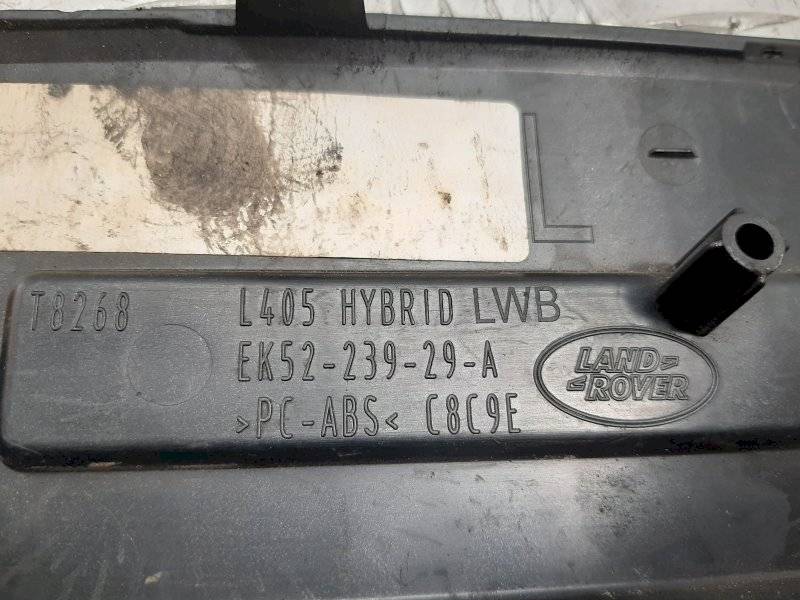 L
T8268
L405 HYBRID LWB
EK52-239-29-A
>PC-ABS< C8C9E
LAND
ROVER